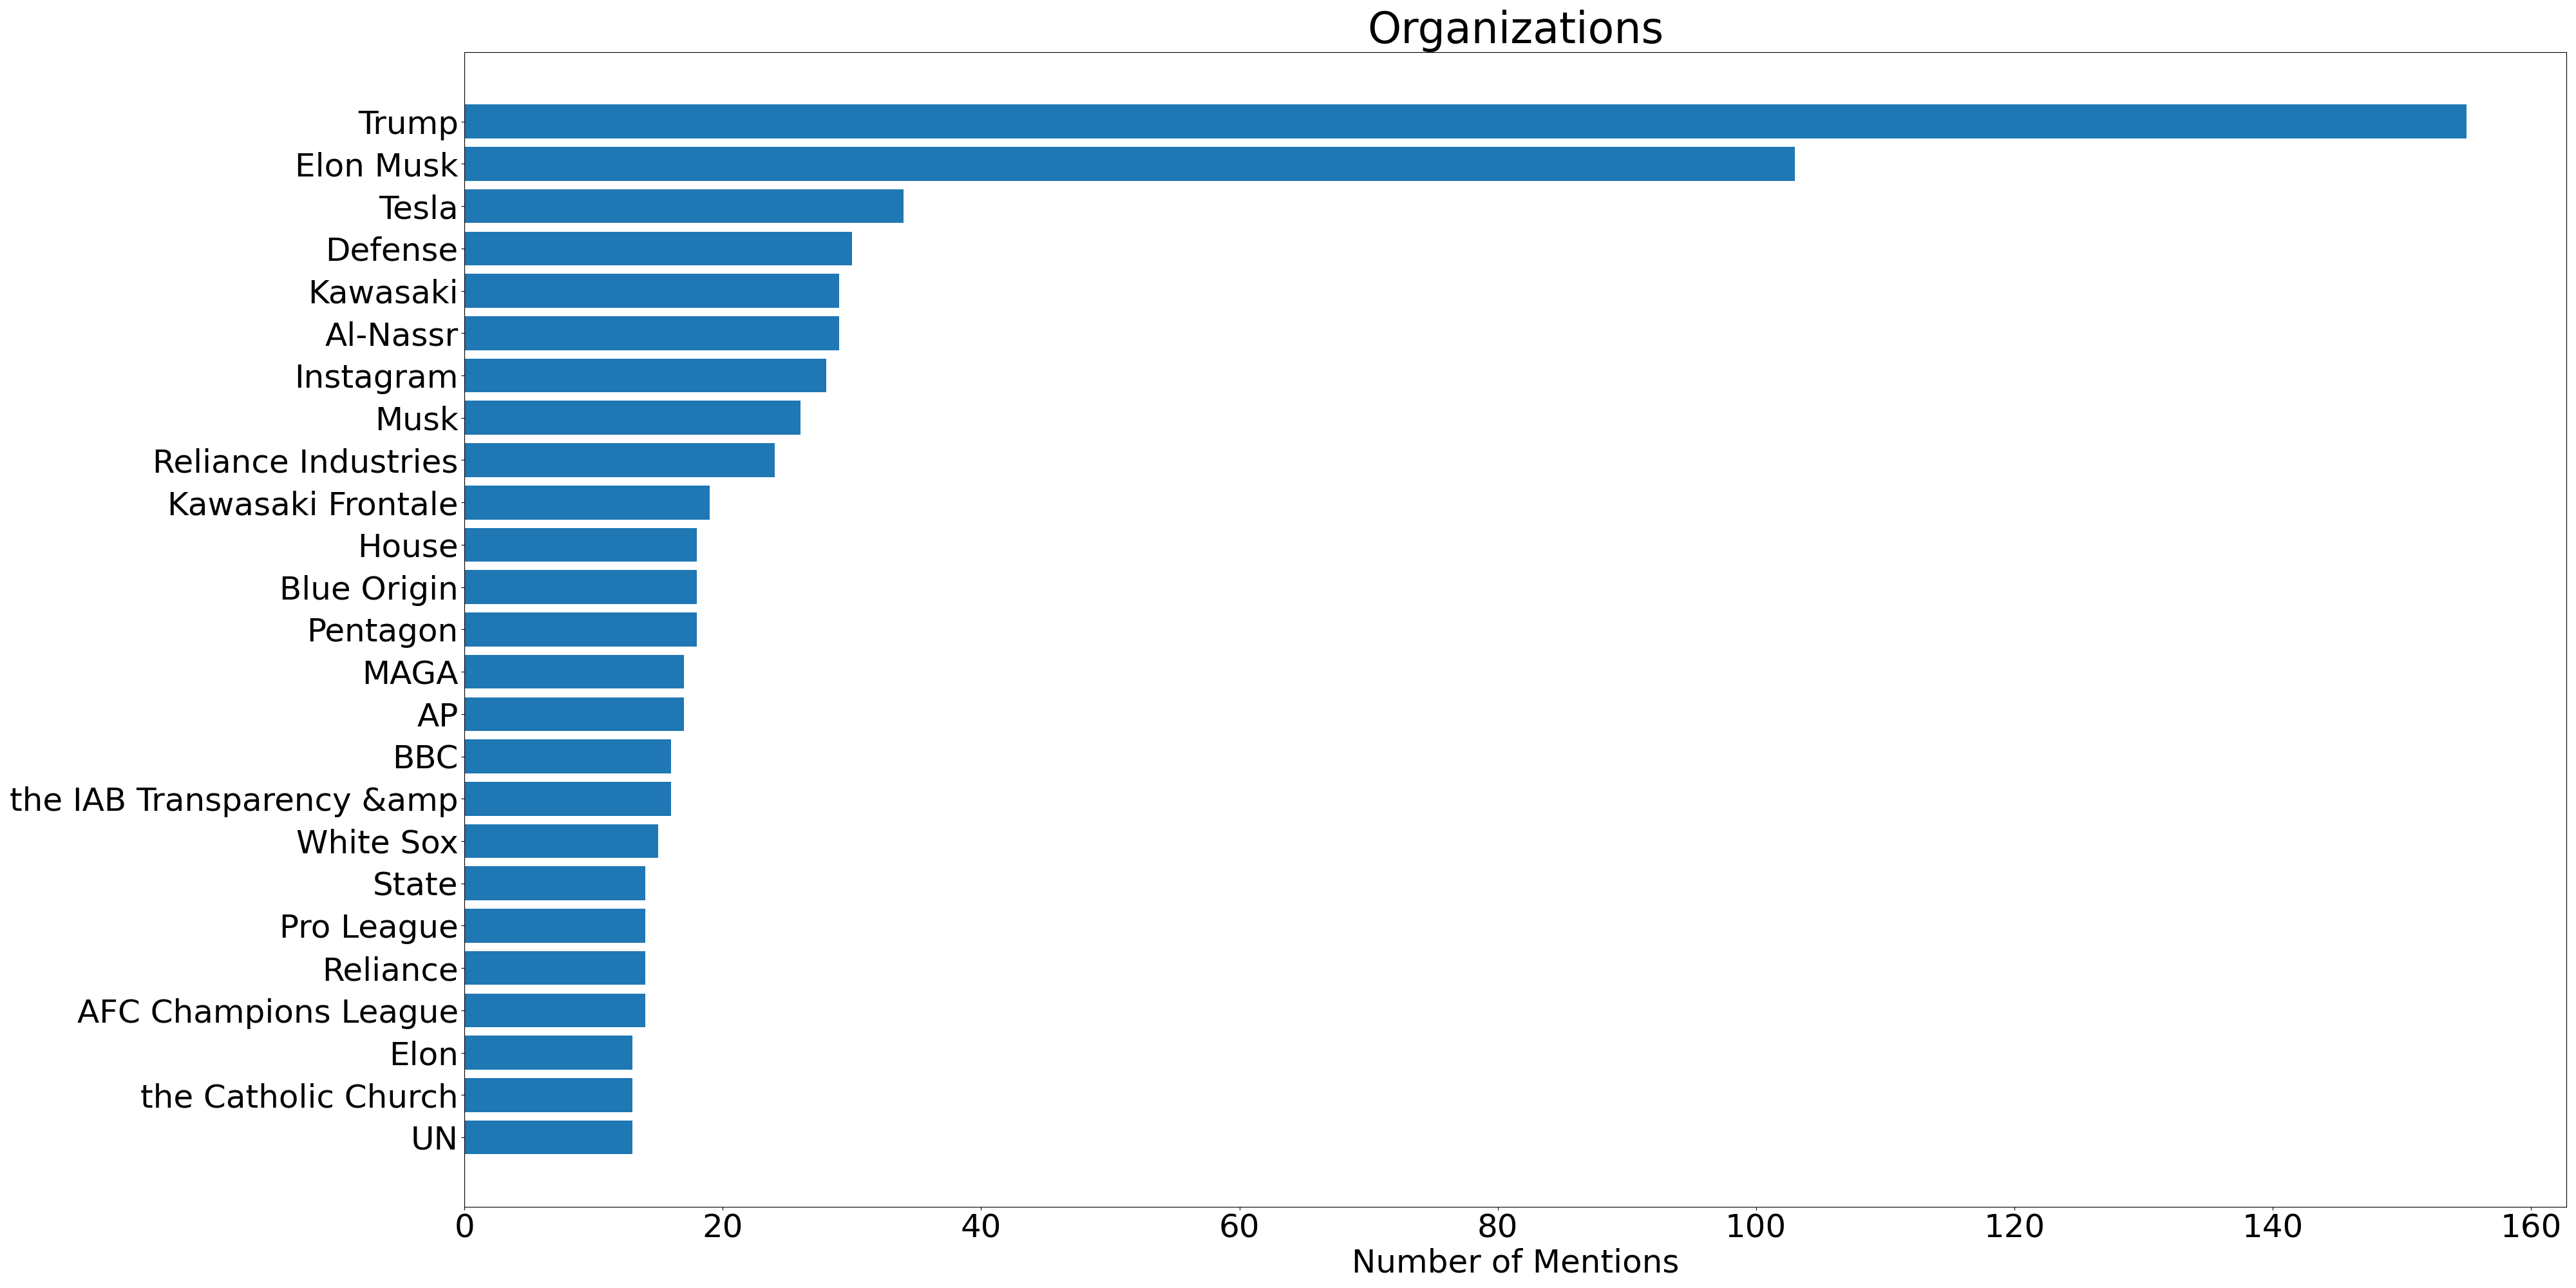 Organizations
Trump
Elon Musk
Tesla
Defense
Kawasaki
Al-Nassr
Instagram
Musk
Reliance Industries
Kawasaki Frontale
House
Blue Origin
Pentagon
MAGA
AP
BBC
the IAB Transparency &amp
White Sox
State
Pro League
Reliance
AFC Champions League
Elon
the Catholic Church
UN
0 20 40 60 80 100 120 140 160
Number of Mentions